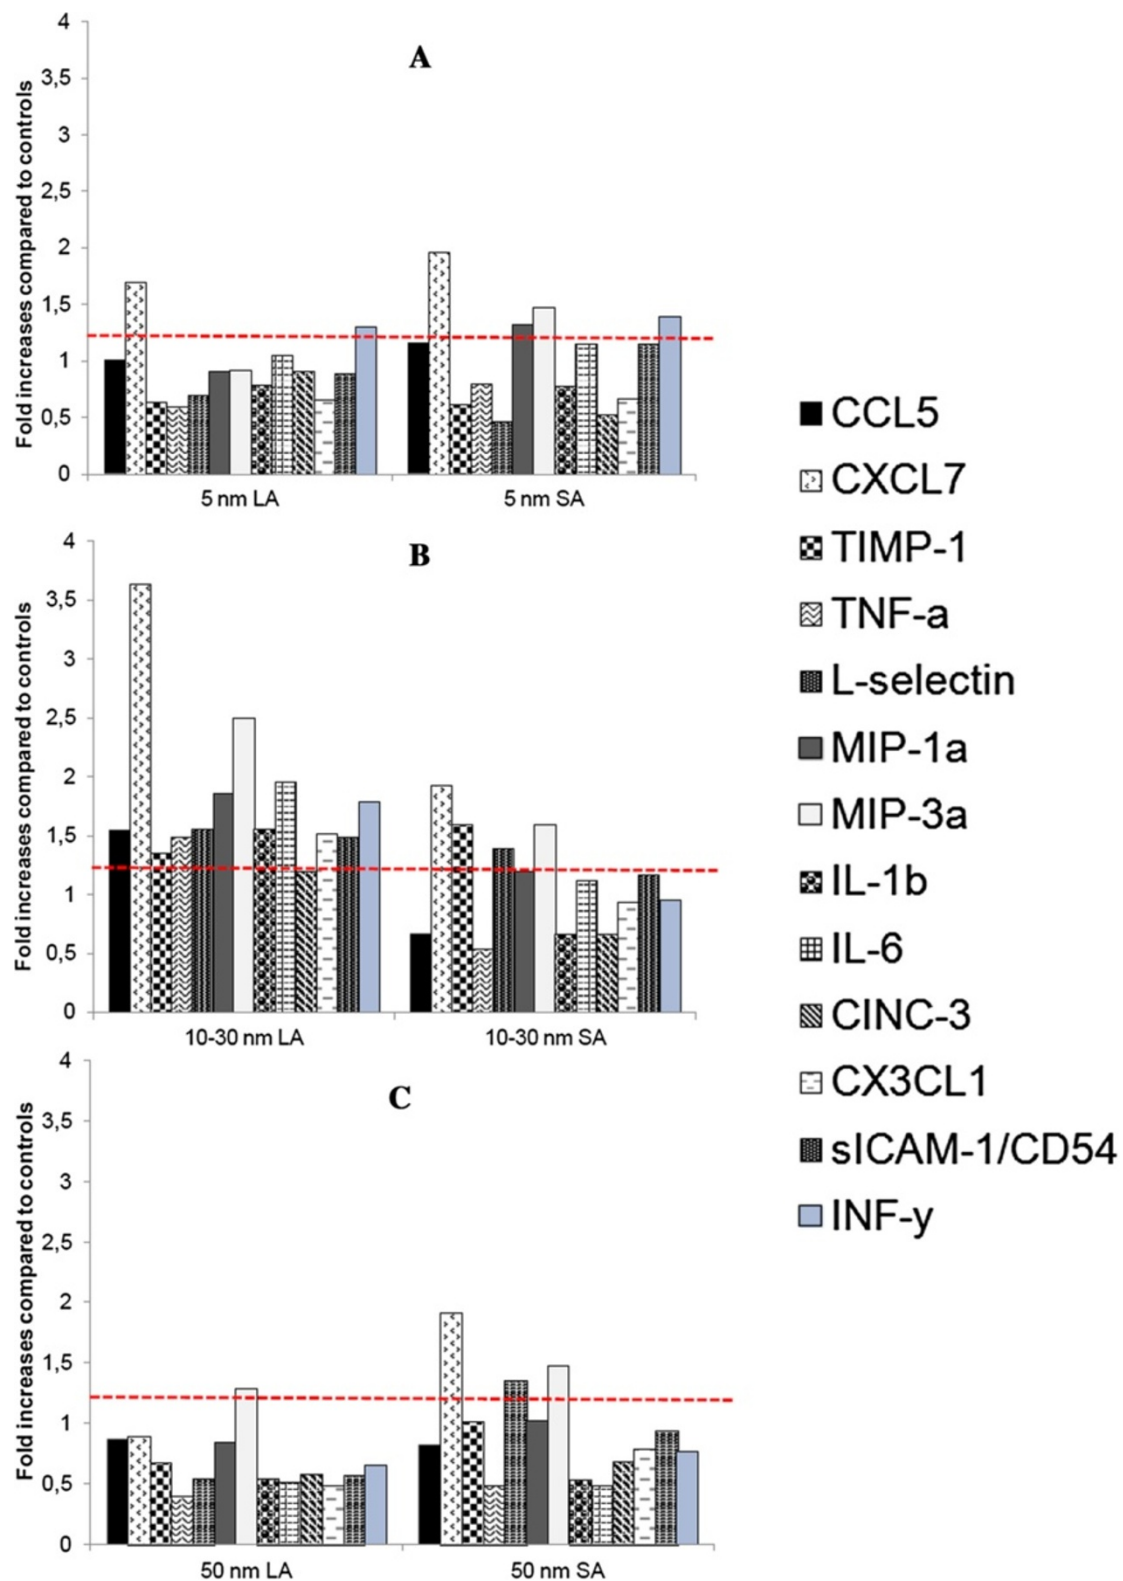 A
Fold increases compared to controls
4
3,5
3
2,5
2
1,5
1
0,5
0
5 nm LA
5 nm SA
B
Fold increases compared to controls
4
3,5
3
2,5
2
1,5
1
0,5
0
10-30 nm LA
10-30 nm SA
C
Fold increases compared to controls
4
3,5
3
2,5
2
1,5
1
0,5
0
50 nm LA
50 nm SA
CCL5
CXCL7
TIMP-1
TNF-a
L-selectin
MIP-1a
MIP-3a
IL-1b
IL-6
CINC-3
CX3CL1
sICAM-1/CD54
INF-y